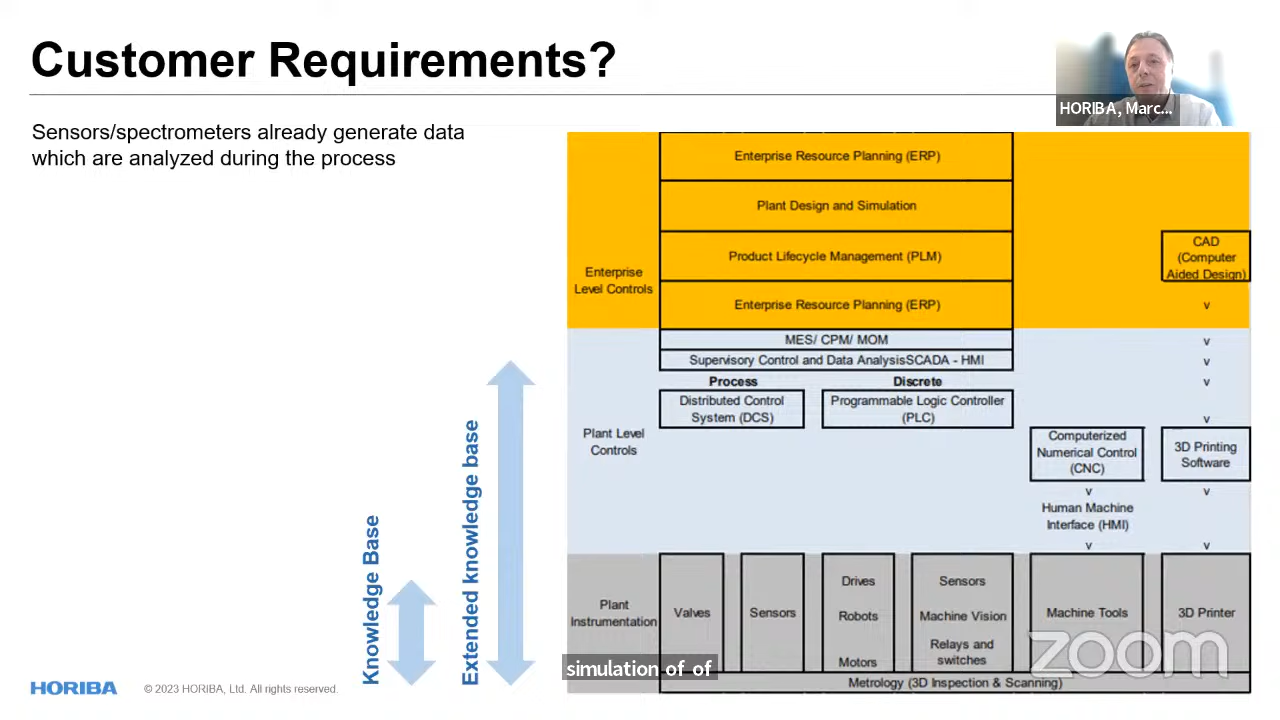 Customer Requirements?
HORIBA, Marc...
Sensors/spectrometers already generate data
which are analyzed during the process
Enterprise Resource Planning (ERP)
Plant Design and Simulation
Product Lifecycle Management (PLM)
Enterprise Resource Planning (ERP)
Enterprise
Level Controls
CAD
(Computer
Aided Design)
v
MES/ CPM/ MOM
v
Supervisory Control and Data AnalysisSCADA - HMI
v
Process
Discrete
v
Distributed Control
System (DCS)
Programmable Logic Controller
(PLC)
v
Plant Level
Controls
Computerized
Numerical Control
(CNC)
3D Printing
Software
v
v
Human Machine
Interface (HMI)
v
v
Knowledge Base
Extended knowledge base
Plant
Instrumentation
Valves
Sensors
Drives
Robots
Motors
Sensors
Machine Vision
Relays and
switches
Machine Tools
3D Printer
Metrology (3D Inspection & Scanning)
simulation of of
zoom
HORIBA
© 2023 HORIBA, Ltd. All rights reserved.